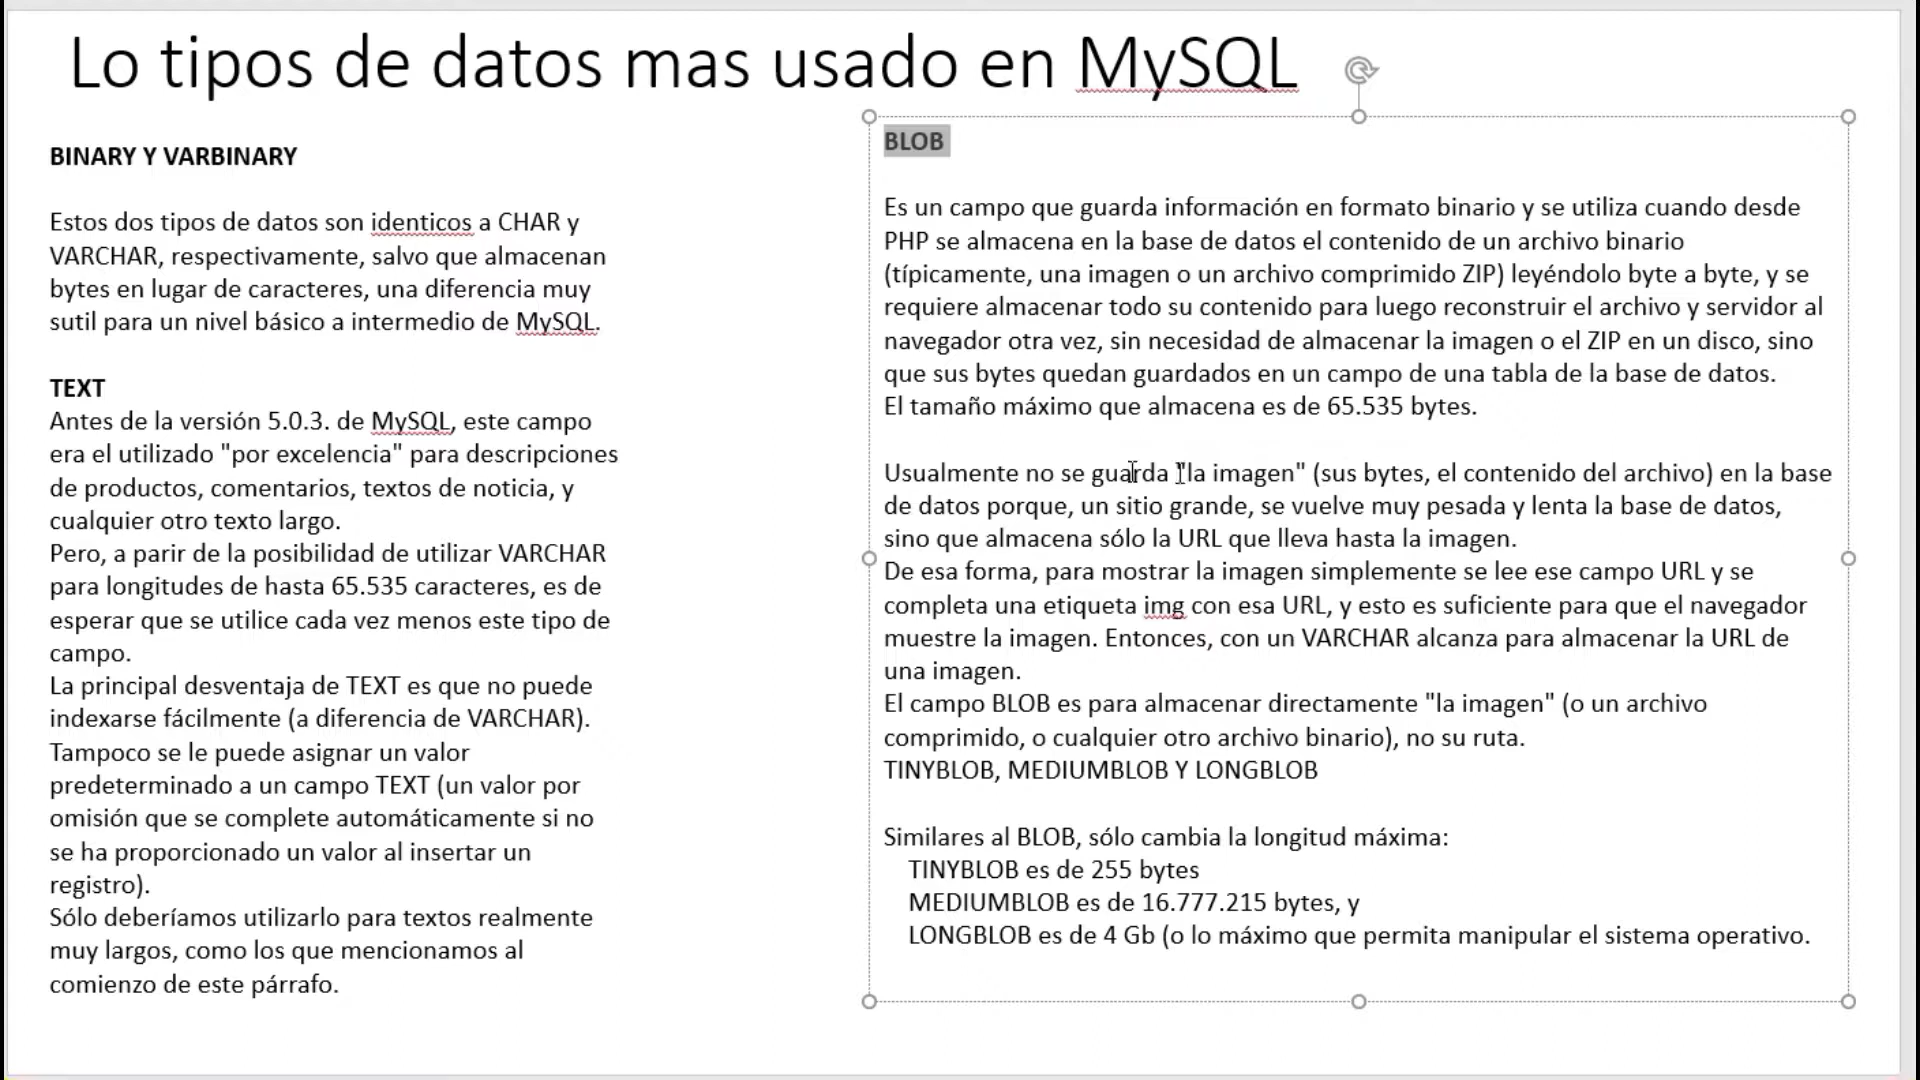 Lo tipos de datos mas usado en MySQL
BINARY Y VARBINARY
Estos dos tipos de datos son identicos a CHAR y
VARCHAR, respectivamente, salvo que almacenan
bytes en lugar de caracteres, una diferencia muy
sutil para un nivel básico a intermedio de MySQL.
TEXT
Antes de la versión 5.0.3. de MySQL, este campo
era el utilizado "por excelencia" para descripciones
de productos, comentarios, textos de noticia, y
cualquier otro texto largo.
Pero, a parir de la posibilidad de utilizar VARCHAR
para longitudes de hasta 65.535 caracteres, es de
esperar que se utilice cada vez menos este tipo de
campo.
La principal desventaja de TEXT es que no puede
indexarse fácilmente (a diferencia de VARCHAR).
Tampoco se le puede asignar un valor
predeterminado a un campo TEXT (un valor por
omisión que se complete automáticamente si no
se ha proporcionado un valor al insertar un
registro).
Sólo deberíamos utilizarlo para textos realmente
muy largos, como los que mencionamos al
comienzo de este párrafo.
BLOB
Es un campo que guarda información en formato binario y se utiliza cuando desde
PHP se almacena en la base de datos el contenido de un archivo binario
(típicamente, una imagen o un archivo comprimido ZIP) leyéndolo byte a byte, y se
requiere almacenar todo su contenido para luego reconstruir el archivo y servidor al
navegador otra vez, sin necesidad de almacenar la imagen o el ZIP en un disco, sino
que sus bytes quedan guardados en un campo de una tabla de la base de datos.
El tamaño máximo que almacena es de 65.535 bytes.
Usualmente no se guarda "la imagen" (sus bytes, el contenido del archivo) en la base
de datos porque, un sitio grande, se vuelve muy pesada y lenta la base de datos,
sino que almacena sólo la URL que lleva hasta la imagen.
De esa forma, para mostrar la imagen simplemente se lee ese campo URL y se
completa una etiqueta img con esa URL, y esto es suficiente para que el navegador
muestre la imagen. Entonces, con un VARCHAR alcanza para almacenar la URL de
una imagen.
El campo BLOB es para almacenar directamente "la imagen" (o un archivo
comprimido, o cualquier otro archivo binario), no su ruta.
TINYBLOB, MEDIUMBLOB Y LONGBLOB
Similares al BLOB, sólo cambia la longitud máxima:
TINYBLOB es de 255 bytes
MEDIUMBLOB es de 16.777.215 bytes, y
LONGBLOB es de 4 Gb (o lo máximo que permita manipular el sistema operativo.